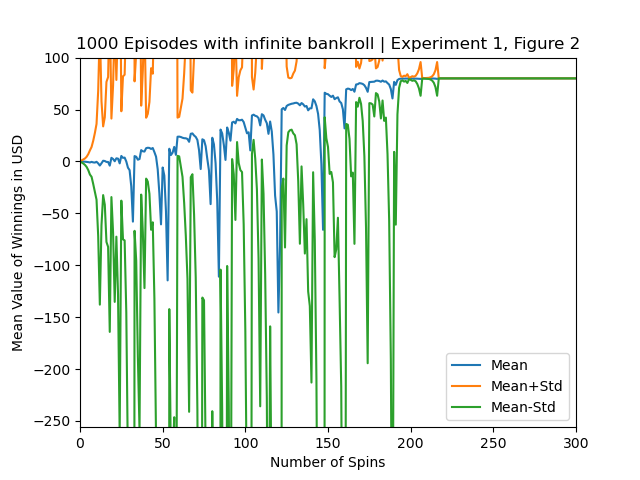 1000 Episodes with infinite bankroll | Experiment 1, Figure 2
100
50
0
−50
−100
−150
−200
−250
Mean Value of Winnings in USD
Mean
Mean+Std
Mean-Std
0 50 100 150 200 250 300
Number of Spins